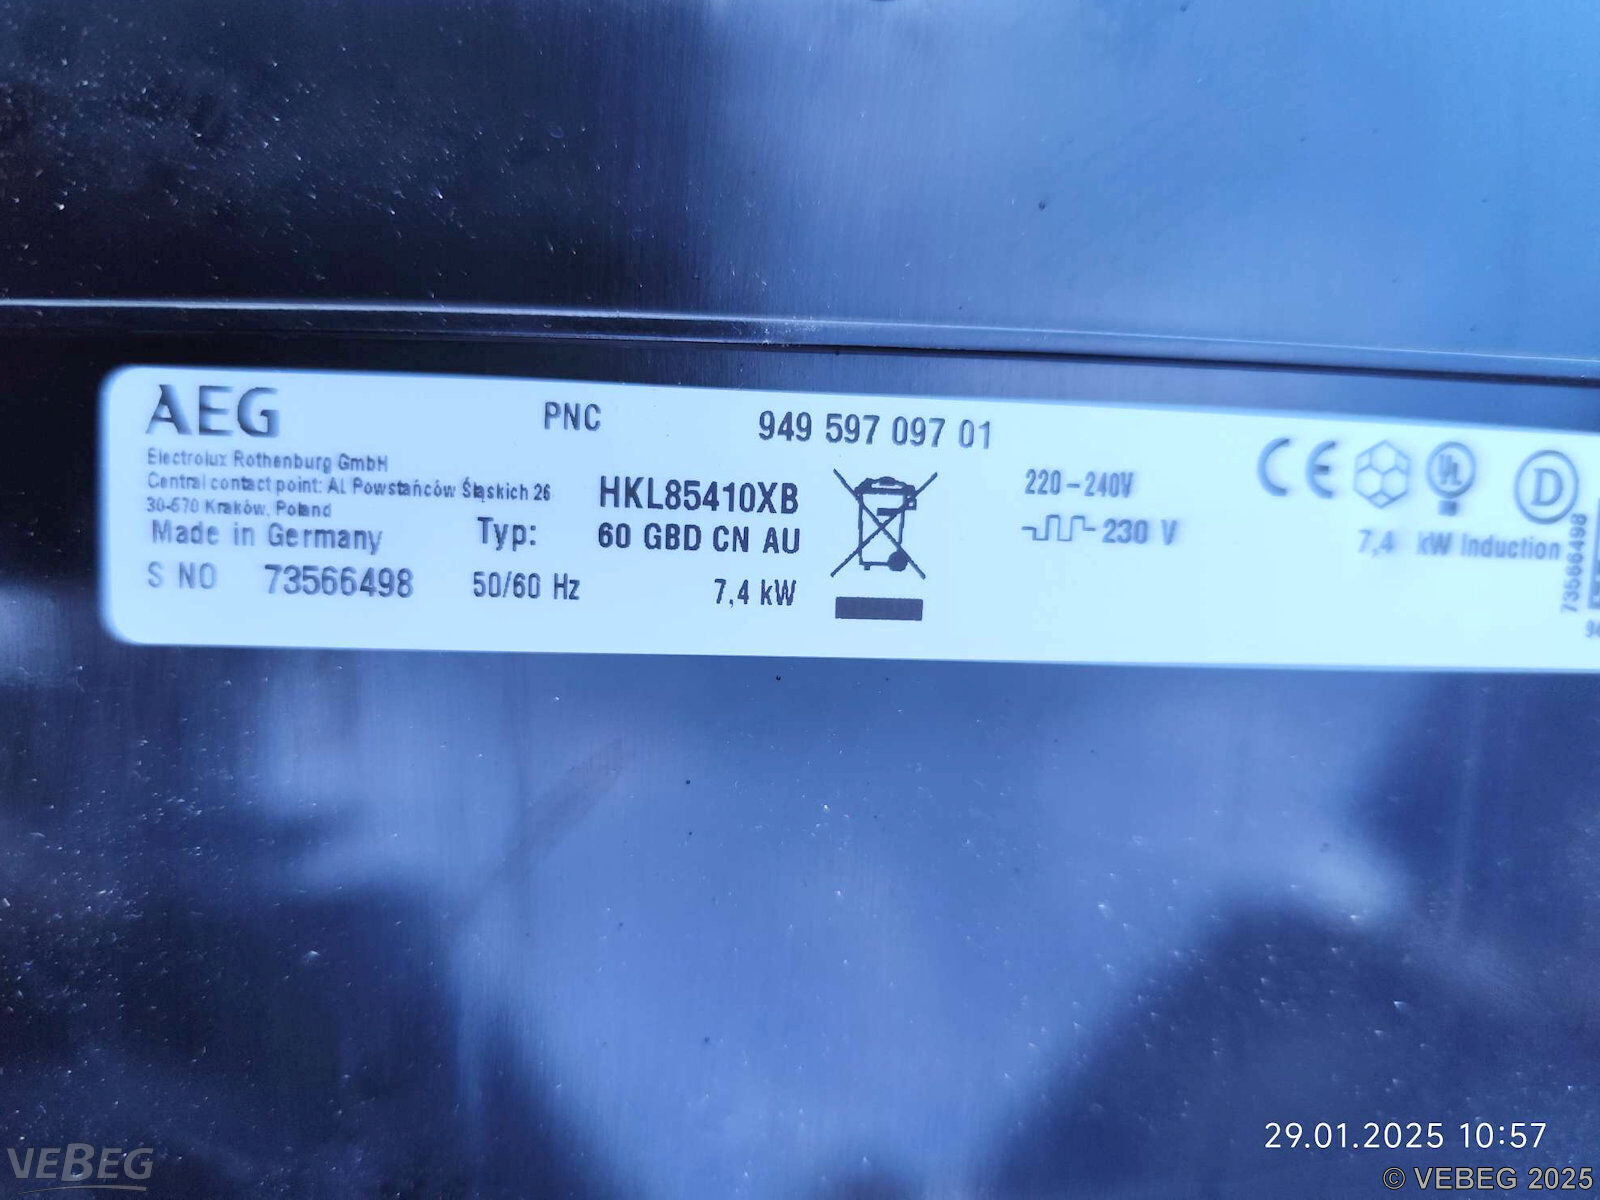 AEG
PNC 949 597 097 01
Electrolux Rothenburg GmbH
Central contact point: Al. Powstańców Śląskich 26
30-570 Kraków, Poland
Made in Germany
S NO 73566498
HKL85410XB
Typ: 60 GBD CN AU
50/60 Hz 7,4 kW
220-240V
230 V
CE
UL
D
7,4 kW Induction
73566498
29.01.2025 10:57
VEBEG
© VEBEG 2025